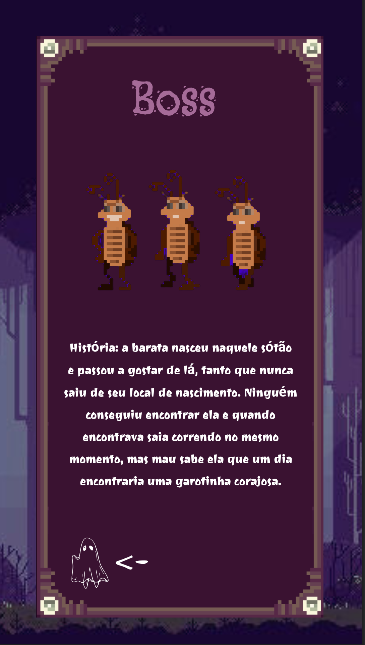 Boss
História: a barata nasceu naquele sótão
e passou a gostar de lá, tanto que nunca
saiu de seu local de nascimento. Ninguém
conseguiu encontrar ela e quando
encontrava saia correndo no mesmo
momento, mas mau sabe ela que um dia
encontraria uma garotinha corajosa.
<-